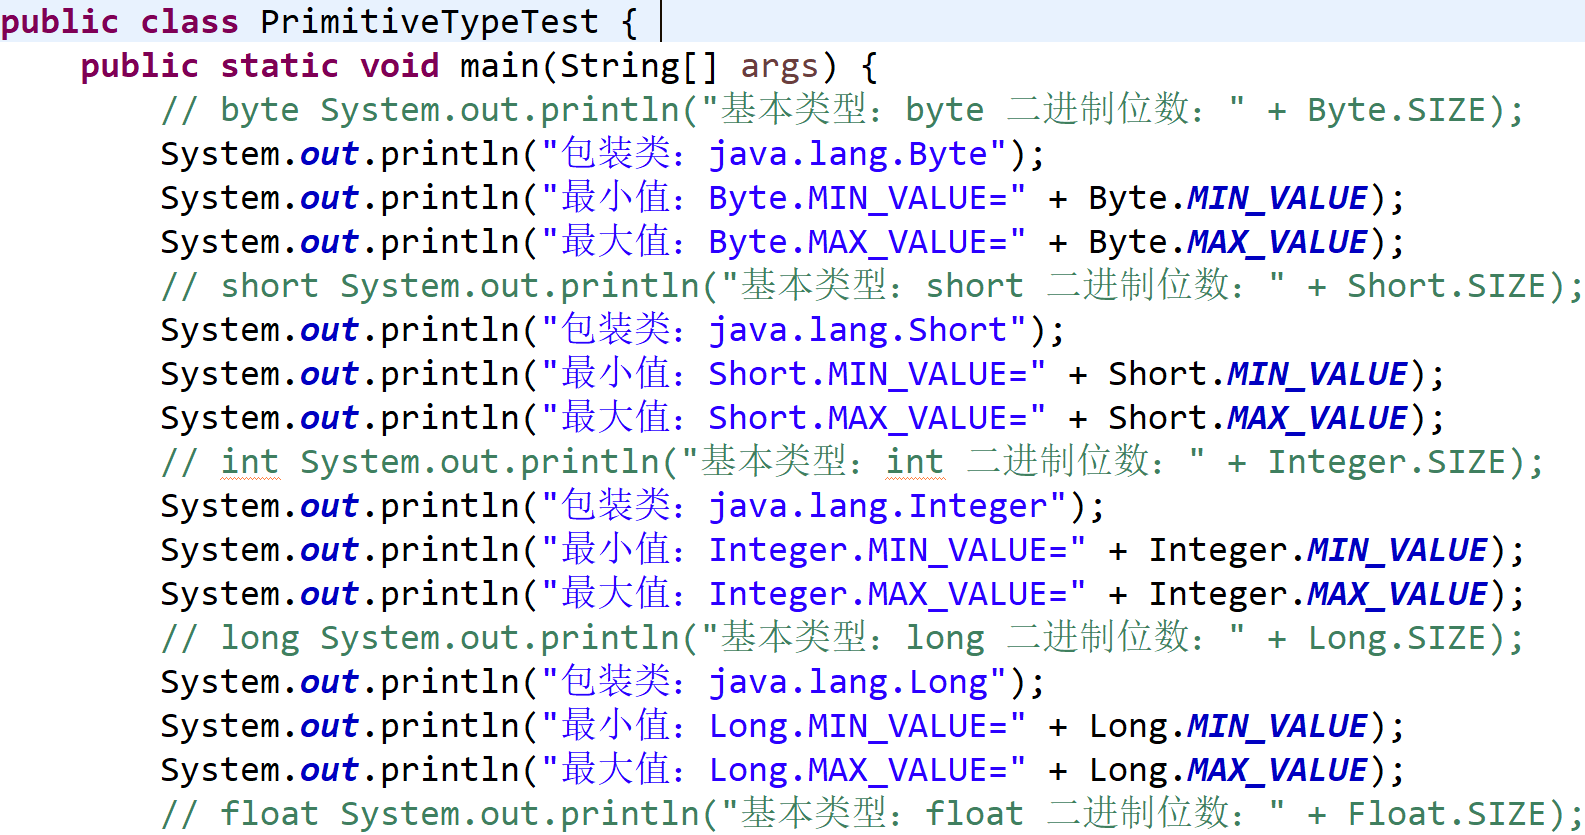 public class PrimitiveTypeTest {
public static void main(String[] args) {
// byte System.out.println("基本类型：byte 二进制位数：" + Byte.SIZE);
System.out.println("包装类：java.lang.Byte");
System.out.println("最小值：Byte.MIN_VALUE=" + Byte.MIN_VALUE);
System.out.println("最大值：Byte.MAX_VALUE=" + Byte.MAX_VALUE);
// short System.out.println("基本类型：short 二进制位数：" + Short.SIZE);
System.out.println("包装类：java.lang.Short");
System.out.println("最小值：Short.MIN_VALUE=" + Short.MIN_VALUE);
System.out.println("最大值：Short.MAX_VALUE=" + Short.MAX_VALUE);
// int System.out.println("基本类型：int 二进制位数：" + Integer.SIZE);
System.out.println("包装类：java.lang.Integer");
System.out.println("最小值：Integer.MIN_VALUE=" + Integer.MIN_VALUE);
System.out.println("最大值：Integer.MAX_VALUE=" + Integer.MAX_VALUE);
// long System.out.println("基本类型：long 二进制位数：" + Long.SIZE);
System.out.println("包装类：java.lang.Long");
System.out.println("最小值：Long.MIN_VALUE=" + Long.MIN_VALUE);
System.out.println("最大值：Long.MAX_VALUE=" + Long.MAX_VALUE);
// float System.out.println("基本类型：float 二进制位数：" + Float.SIZE);